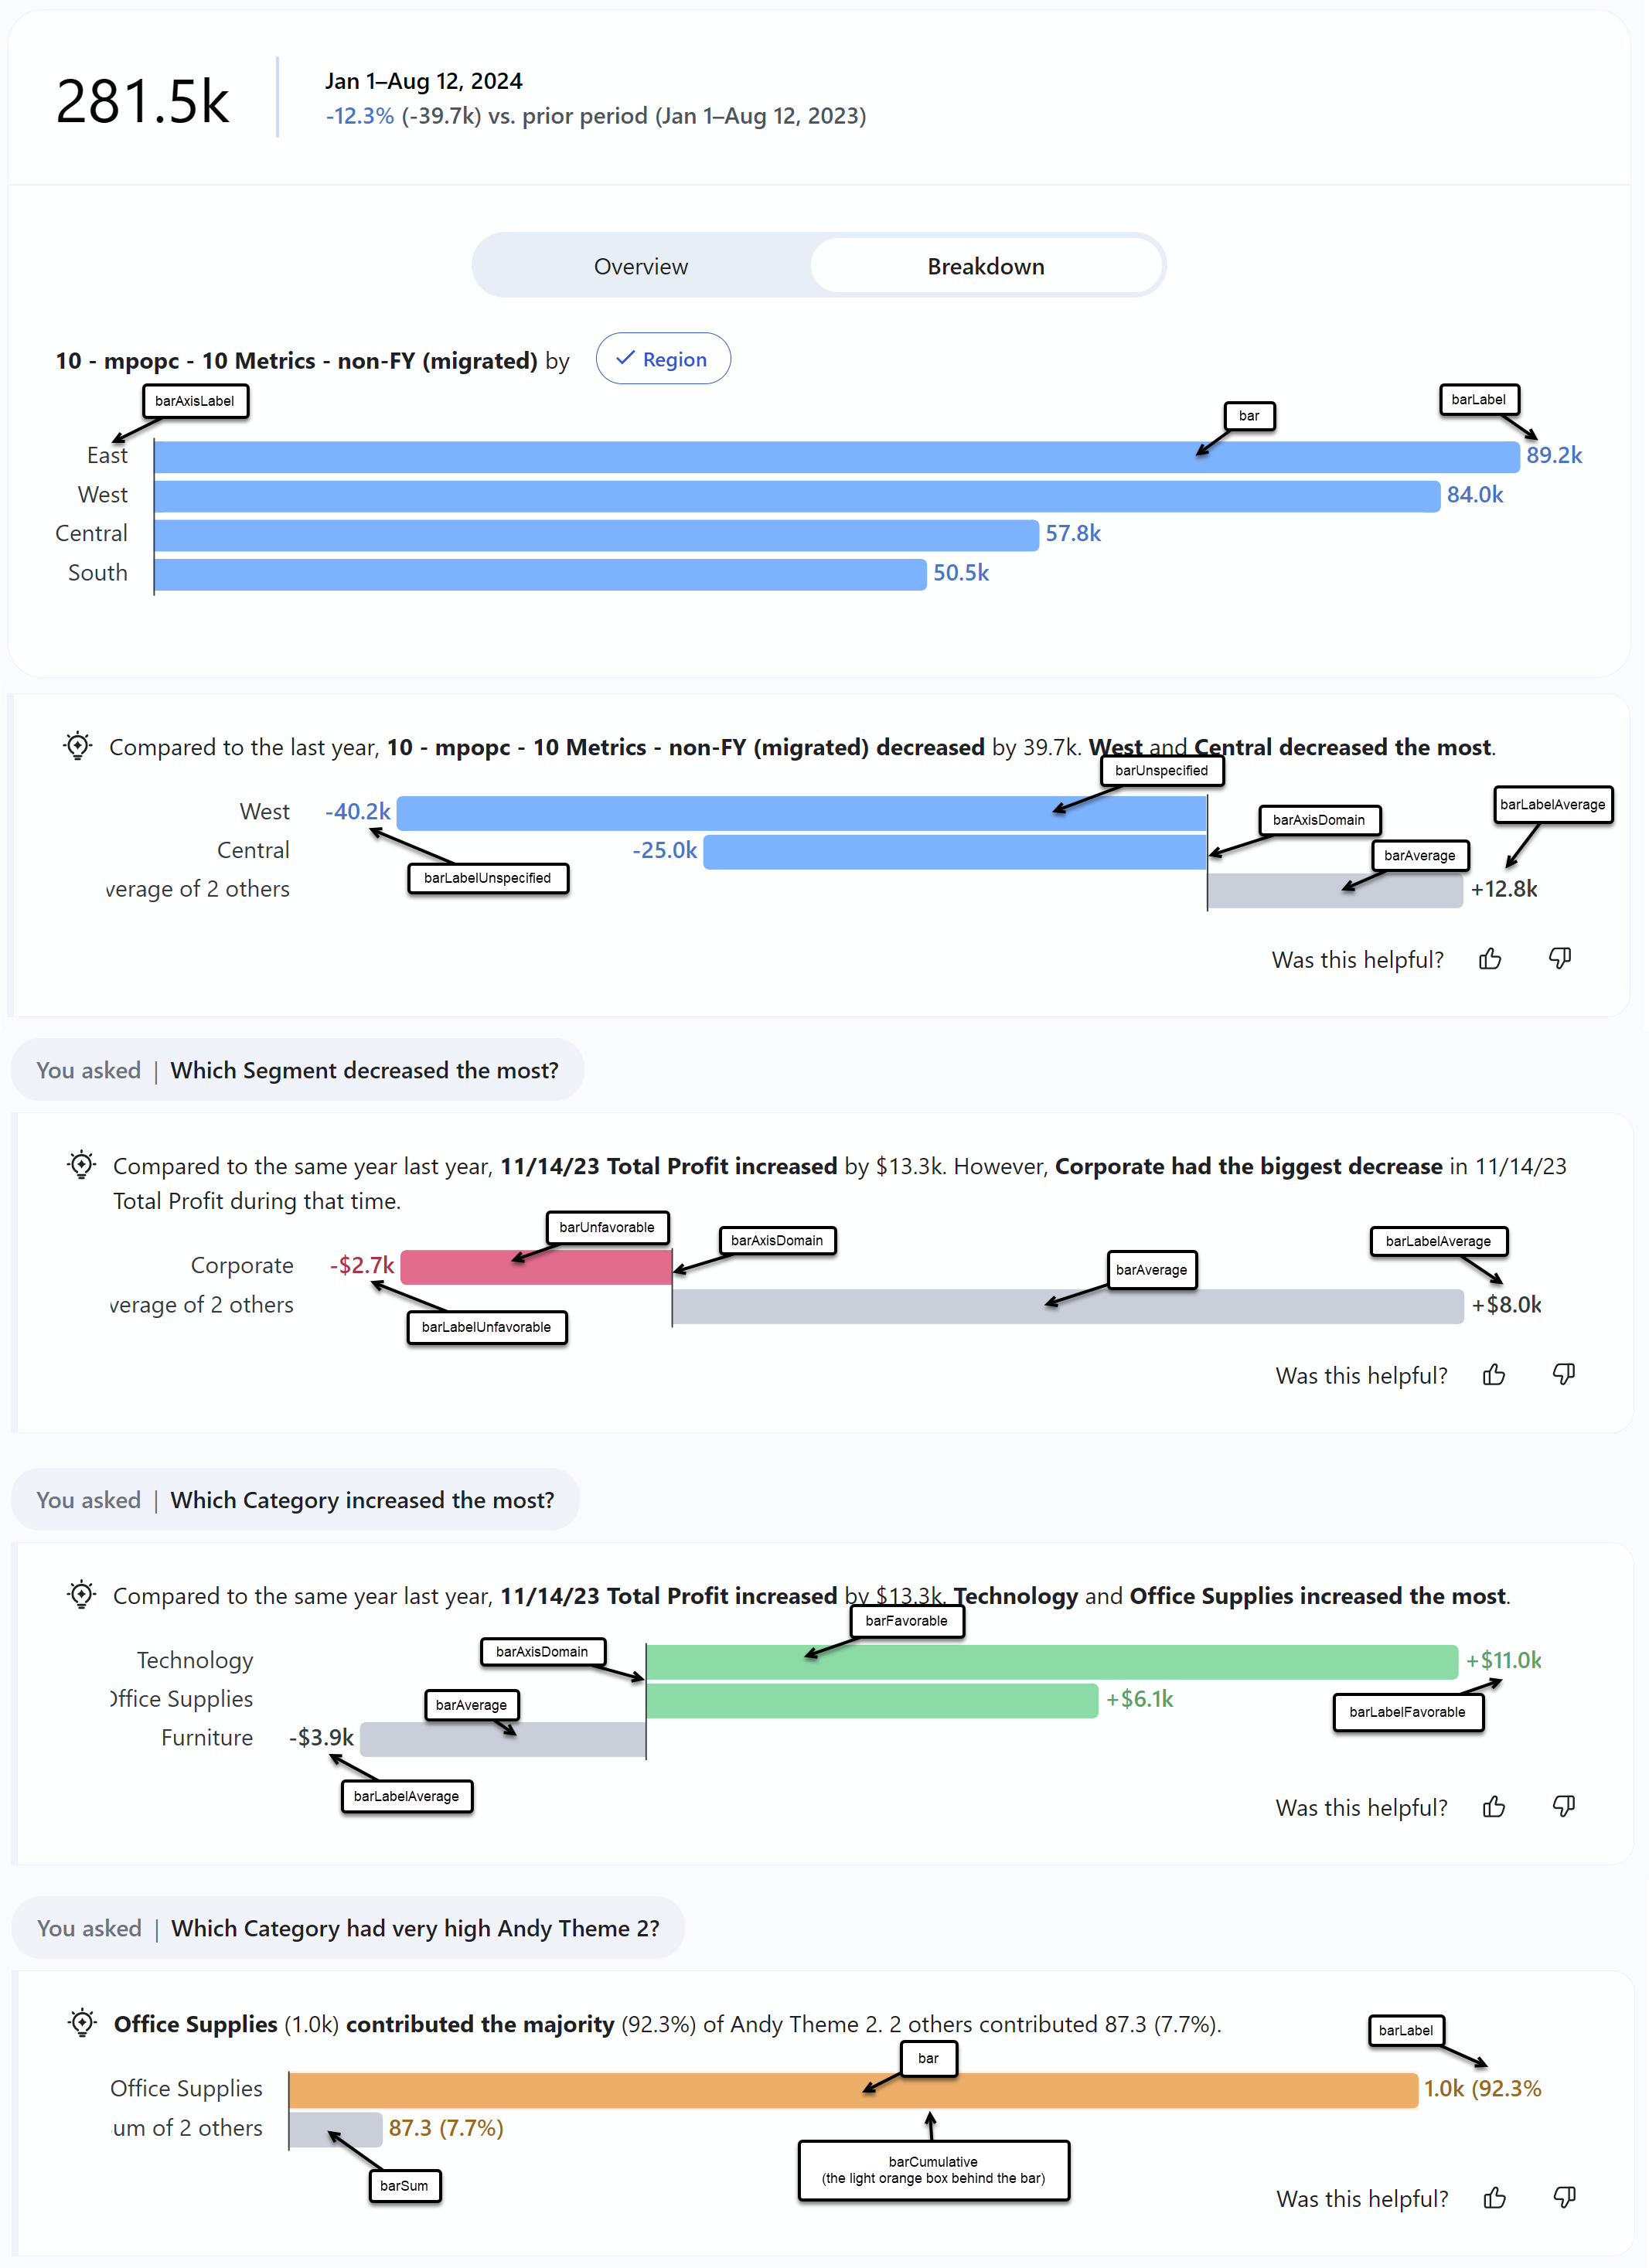 281.5k
Jan 1–Aug 12, 2024
-12.3% (-39.7k) vs. prior period (Jan 1–Aug 12, 2023)
Overview
Breakdown
10 - mpopc - 10 Metrics - non-FY (migrated) by
Region
barAxisLabel
bar
barLabel
East
89.2k
West
84.0k
Central
57.8k
South
50.5k
Compared to the last year, 10 - mpopc - 10 Metrics - non-FY (migrated) decreased by 39.7k. West and Central decreased the most.
barUnspecified
barLabelAverage
West
-40.2k
barAxisDomain
Central
-25.0k
barAverage
barLabelUnspecified
verage of 2 others
+12.8k
Was this helpful?
You asked | Which Segment decreased the most?
Compared to the same year last year, 11/14/23 Total Profit increased by $13.3k. However, Corporate had the biggest decrease in 11/14/23
Total Profit during that time.
barUnfavorable
barAxisDomain
barLabelAverage
Corporate
-$2.7k
barAverage
verage of 2 others
+$8.0k
barLabelUnfavorable
Was this helpful?
You asked | Which Category increased the most?
Compared to the same year last year, 11/14/23 Total Profit increased by $13.3k. Technology and Office Supplies increased the most.
barFavorable
barAxisDomain
Technology
+$11.0k
barAverage
Office Supplies
+$6.1k
barLabelFavorable
Furniture
-$3.9k
barLabelAverage
Was this helpful?
You asked | Which Category had very high Andy Theme 2?
Office Supplies (1.0k) contributed the majority (92.3%) of Andy Theme 2. 2 others contributed 87.3 (7.7%).
barLabel
bar
Office Supplies
1.0k (92.3%
um of 2 others
87.3 (7.7%)
barCumulative
(the light orange box behind the bar)
barSum
Was this helpful?